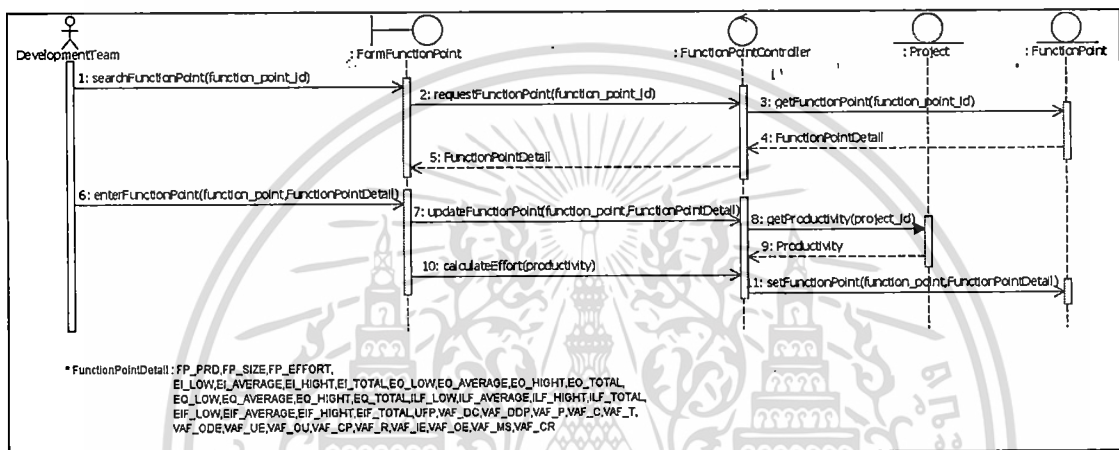 DevelopmentTeam
: FormFunctionPoint
: FunctionPointController
: Project
: FunctionPoint
1: searchFunctionPoint(function_point_id)
2: requestFunctionPoint(function_point_id)
3: getFunctionPoint(function_point_id)
4: FunctionPointDetail
5: FunctionPointDetail
6: enterFunctionPoint(function_point,FunctionPointDetail)
7: updateFunctionPoint(function_point,FunctionPointDetail)
8: getProductivity(project_id)
9: Productivity
10: calculateEffort(productivity)
11: setFunctionPoint(function_point,FunctionPointDetail)
* FunctionPointDetail : FP_PRD,FP_SIZE,FP_EFFORT,
EI_LOW,EI_AVERAGE,EI_HIGHT,EI_TOTAL,EO_LOW,EO_AVERAGE,EO_HIGHT,EO_TOTAL,
EQ_LOW,EQ_AVERAGE,EQ_HIGHT,EQ_TOTAL,ILF_LOW,ILF_AVERAGE,ILF_HIGHT,ILF_TOTAL,
EIF_LOW,EIF_AVERAGE,EIF_HIGHT,EIF_TOTAL,UFP,VAF_DC,VAF_DDP,VAF_P,VAF_C,VAF_T,
VAF_ODE,VAF_UE,VAF_OU,VAF_CP,VAF_R,VAF_IE,VAF_OE,VAF_MS,VAF_CR